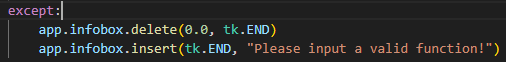 except:
    app.infobox.delete(0.0, tk.END)
    app.infobox.insert(tk.END, "Please input a valid function!")